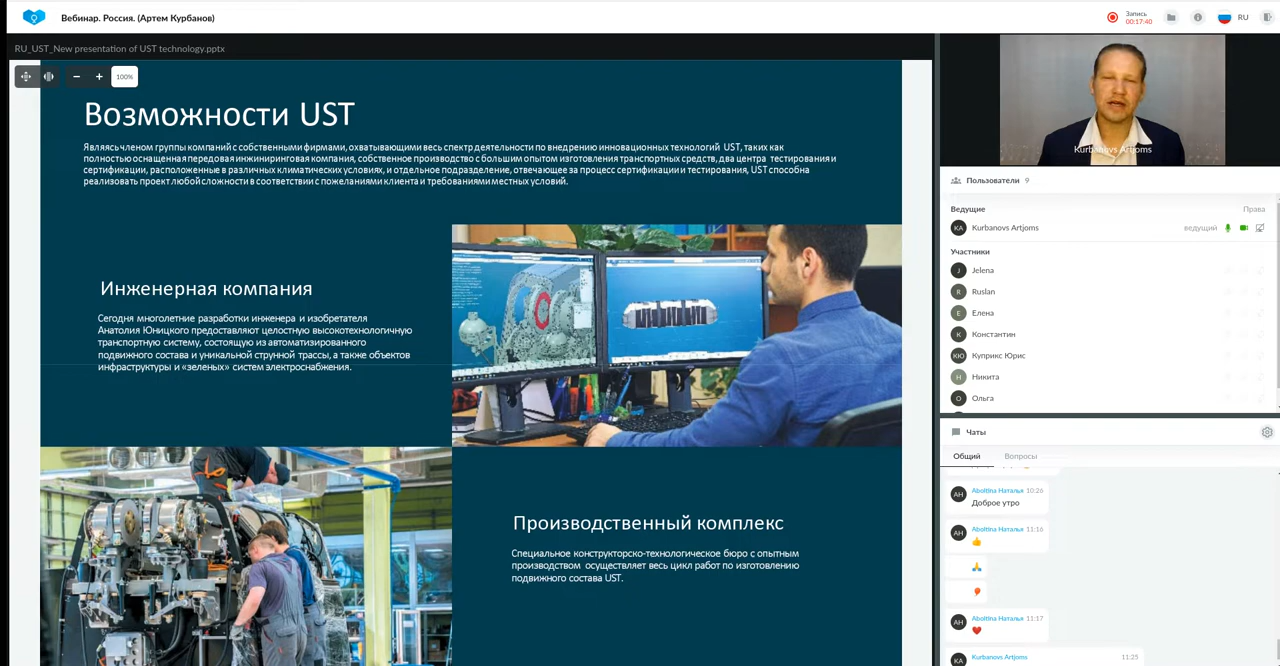 Вебинар. Россия. (Артем Курбанов)
Запись
00:17:40
RU
RU_UST_New presentation of UST technology.pptx
100%
Возможности UST
Являясь членом группы компаний с собственными фирмами, охватывающими весь спектр деятельности по внедрению инновационных технологий UST, таких как
полностью оснащенная передовая инжиниринговая компания, собственное производство с большим опытом изготовления транспортных средств, два центра тестирования и
сертификации, расположенные в различных климатических условиях, и отдельное подразделение, отвечающее за процесс сертификации и тестирования, UST способна
реализовать проект любой сложности в соответствии с пожеланиями клиента и требованиями местных условий.
Инженерная компания
Сегодня многолетние разработки инженера и изобретателя
Анатолия Юницкого предоставляют целостную высокотехнологичную
транспортную систему, состоящую из автоматизированного
подвижного состава и уникальной струнной трассы, а также объектов
инфраструктуры и «зеленых» систем электроснабжения.
Производственный комплекс
Специальное конструкторско-технологическое бюро с опытным
производством осуществляет весь цикл работ по изготовлению
подвижного состава UST.
Kurbanovs Artjoms
Пользователи 9
Ведущие Права
KA Kurbanovs Artjoms ведущий
Участники
J Jelena
R Ruslan
Е Елена
К Константин
КЮ Куприкс Юрис
Н Никита
О Ольга
Чаты
Общий Вопросы
АН Aboltina Наталья 10:26
Доброе утро
АН Aboltina Наталья 11:16
АН Aboltina Наталья 11:17
KA Kurbanovs Artjoms 11:25